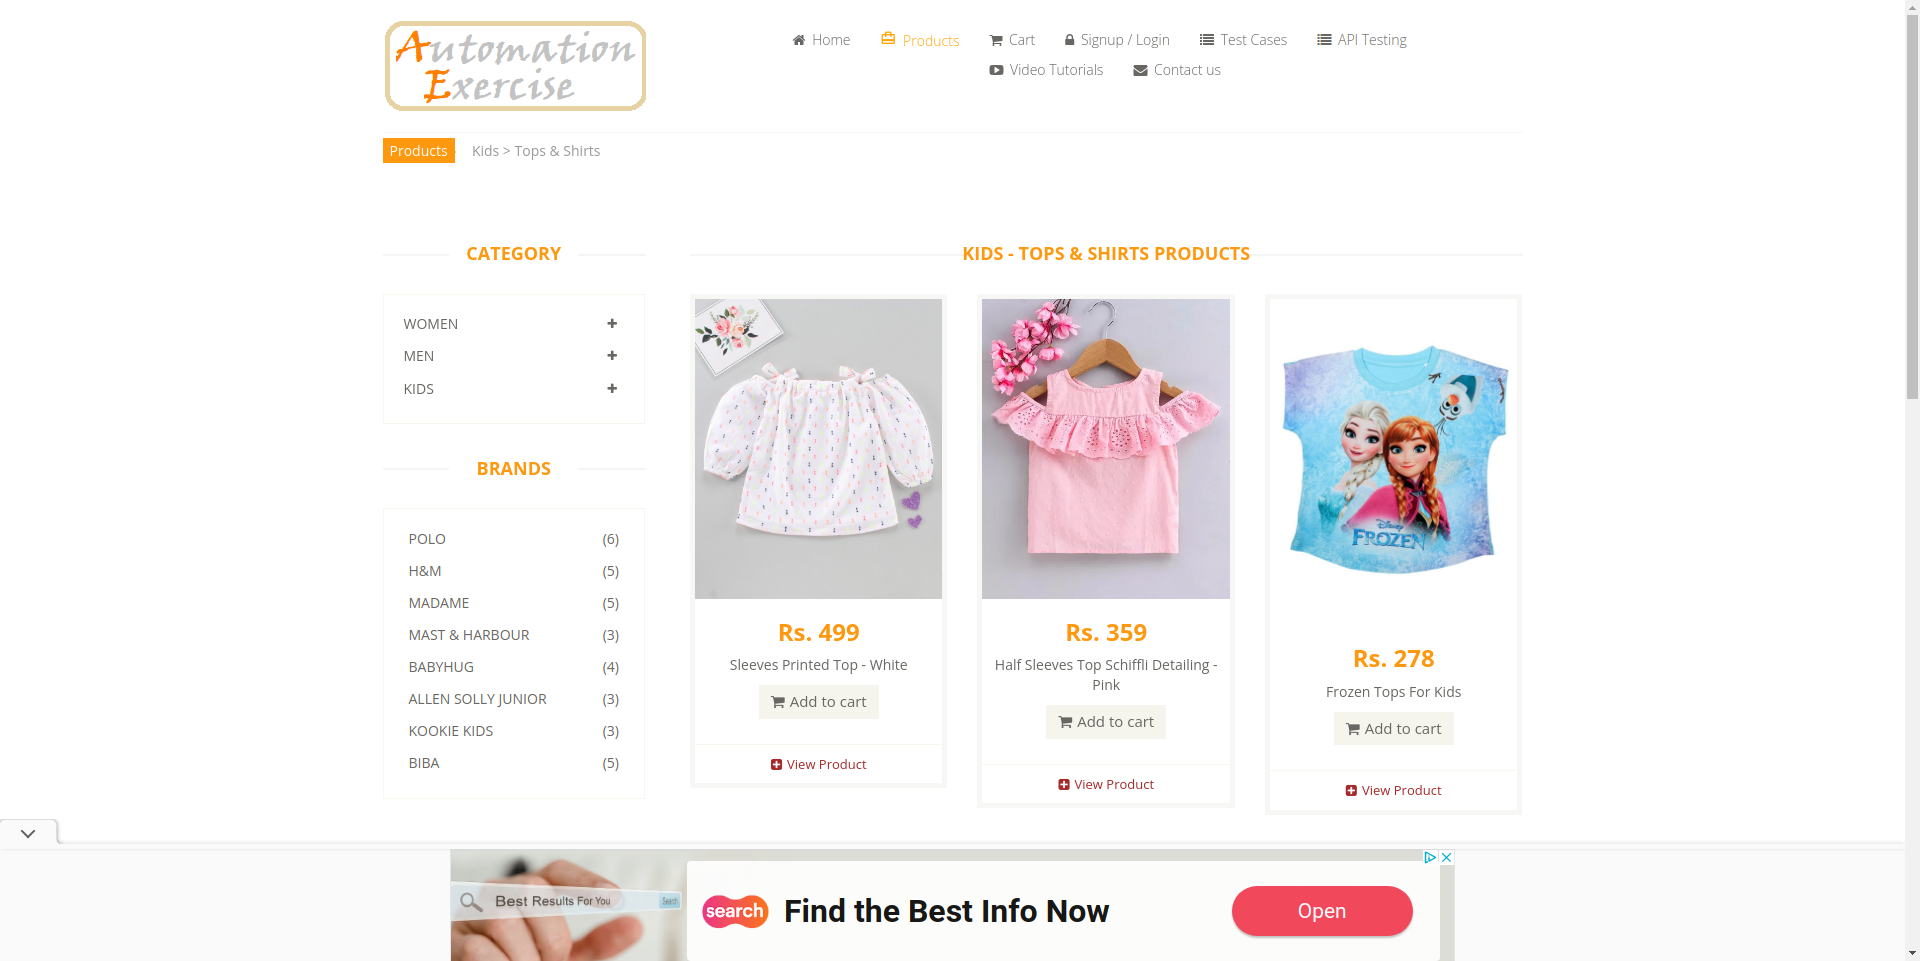 Automation
Exercise
Home
Products
Cart
Signup / Login
Test Cases
API Testing
Video Tutorials
Contact us
Products
Kids > Tops & Shirts
CATEGORY
WOMEN
MEN
KIDS
BRANDS
POLO (6)
H&M (5)
MADAME (5)
MAST & HARBOUR (3)
BABYHUG (4)
ALLEN SOLLY JUNIOR (3)
KOOKIE KIDS (3)
BIBA (5)
KIDS - TOPS & SHIRTS PRODUCTS
Rs. 499
Sleeves Printed Top - White
Add to cart
View Product
Rs. 359
Half Sleeves Top Schiffli Detailing -
Pink
Add to cart
View Product
Disney
FROZEN
Rs. 278
Frozen Tops For Kids
Add to cart
View Product
Best Results For You
Search
search
Find the Best Info Now
Open